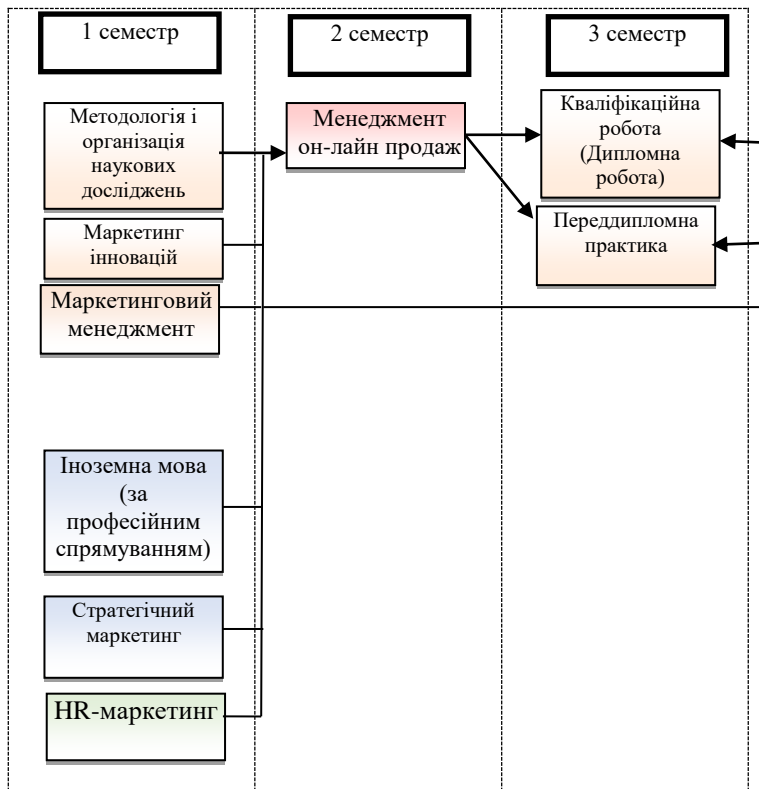 1 семестр
2 семестр
3 семестр
Методологія і
організація
наукових
досліджень
Менеджмент
он-лайн продаж
Кваліфікаційна
робота
(Дипломна
робота)
Маркетинг
інновацій
Переддипломна
практика
Маркетинговий
менеджмент
Іноземна мова
(за
професійним
спрямуванням)
Стратегічний
маркетинг
HR-маркетинг